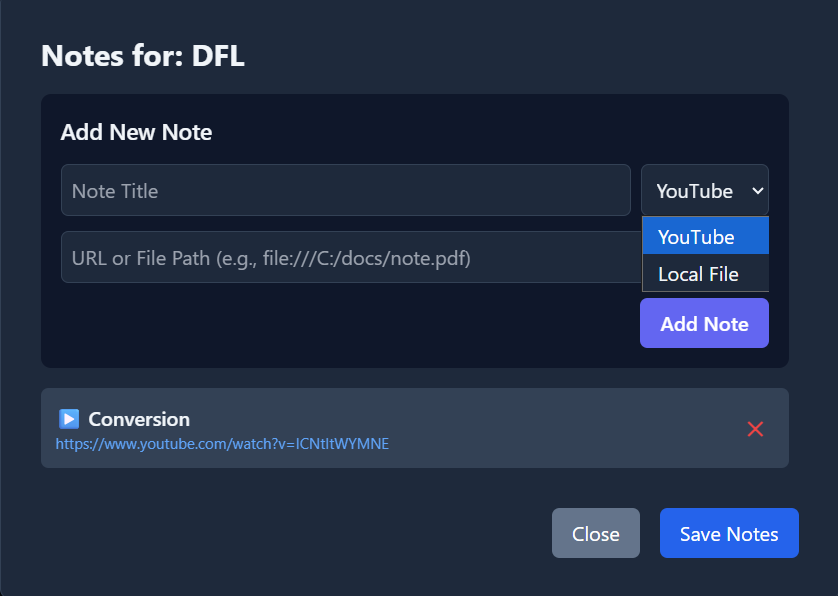 Notes for: DFL
Add New Note
Note Title
YouTube
YouTube
Local File
URL or File Path (e.g., file:///C:/docs/note.pdf)
Add Note
Conversion
https://www.youtube.com/watch?v=ICNtItWYMNE
Close
Save Notes